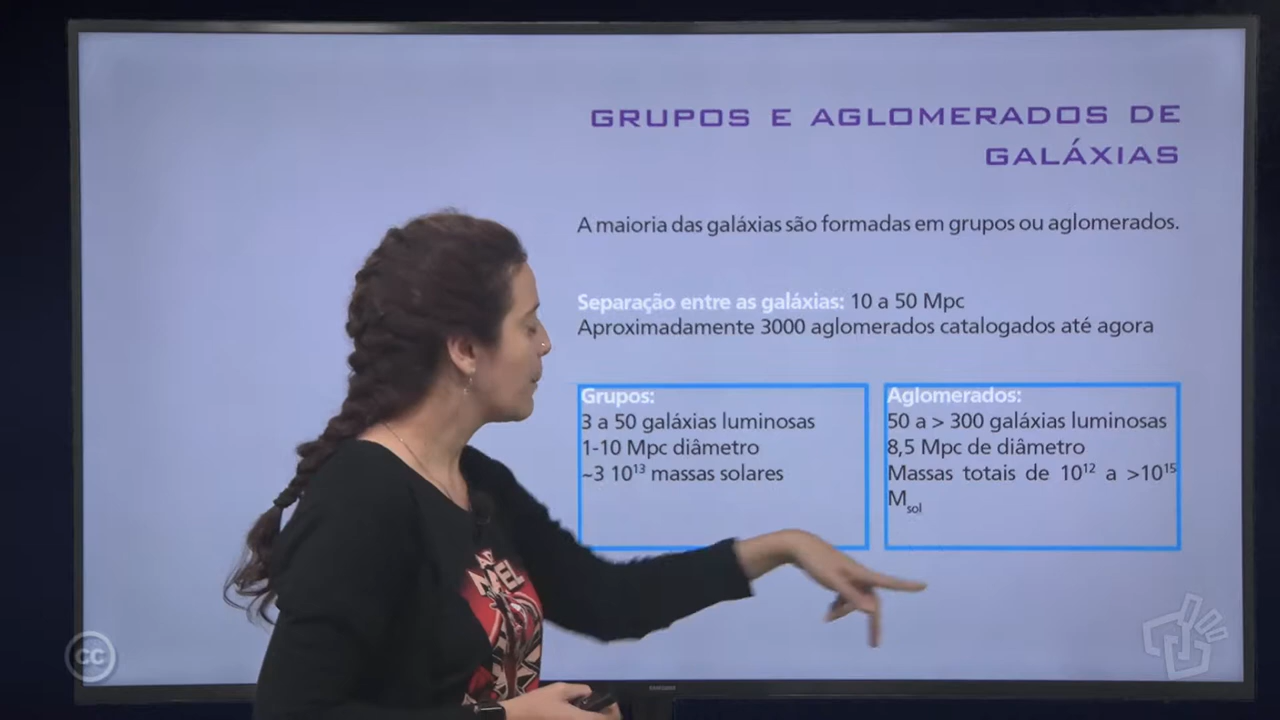 GRUPOS E AGLOMERADOS DE
GALÁXIAS
A maioria das galáxias são formadas em grupos ou aglomerados.
Separação entre as galáxias: 10 a 50 Mpc
Aproximadamente 3000 aglomerados catalogados até agora
Grupos:
3 a 50 galáxias luminosas
1-10 Mpc diâmetro
~3 10¹³ massas solares
Aglomerados:
50 a > 300 galáxias luminosas
8,5 Mpc de diâmetro
Massas totais de 10¹² a >10¹⁵
Msol
cc
SAMSUNG